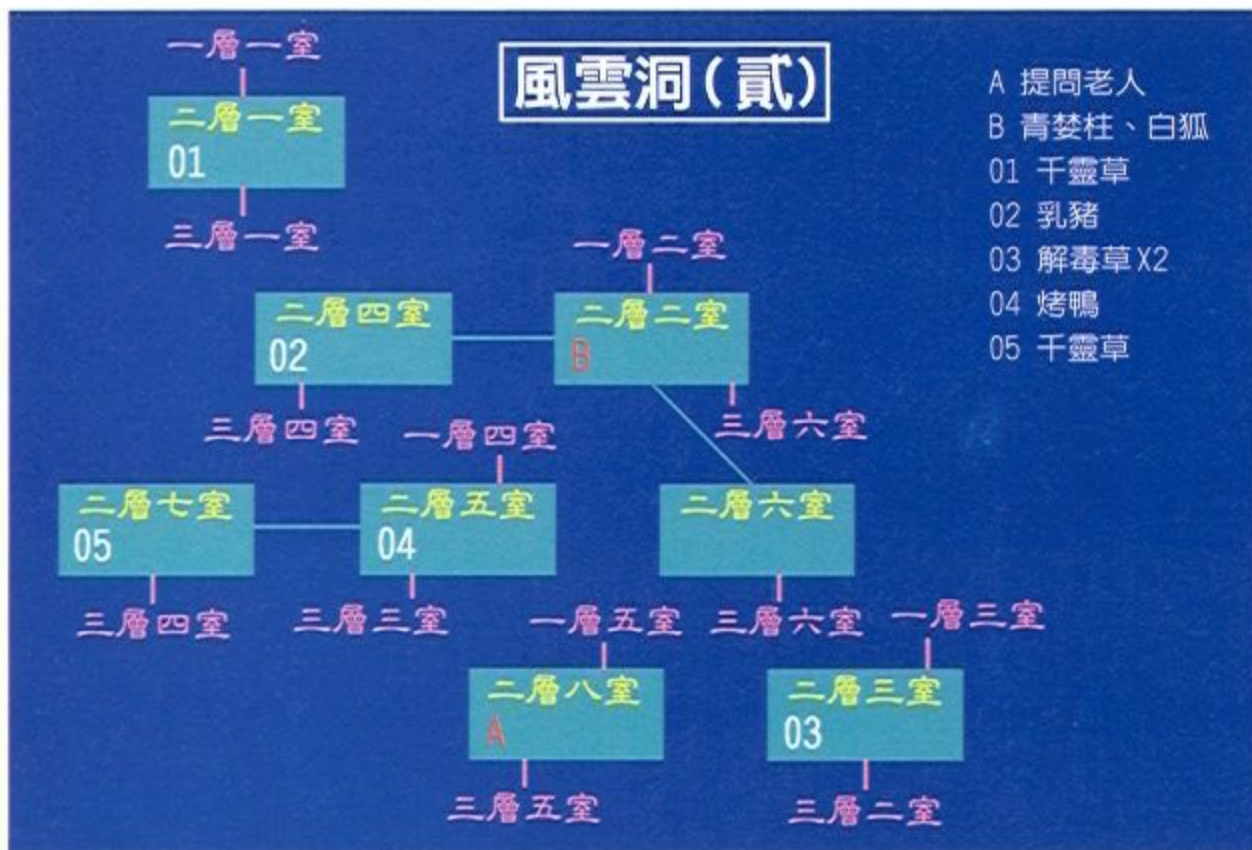 風雲洞(貳)
A 提問老人
B 青婪柱、白狐
01 千靈草
02 乳豬
03 解毒草X2
04 烤鴨
05 千靈草
一層一室
二層一室
01
三層一室
一層二室
二層四室
02
二層二室
B
三層四室
三層六室
一層四室
二層七室
05
二層五室
04
二層六室
三層四室
三層三室
一層五室
三層六室
一層三室
二層八室
A
二層三室
03
三層五室
三層二室